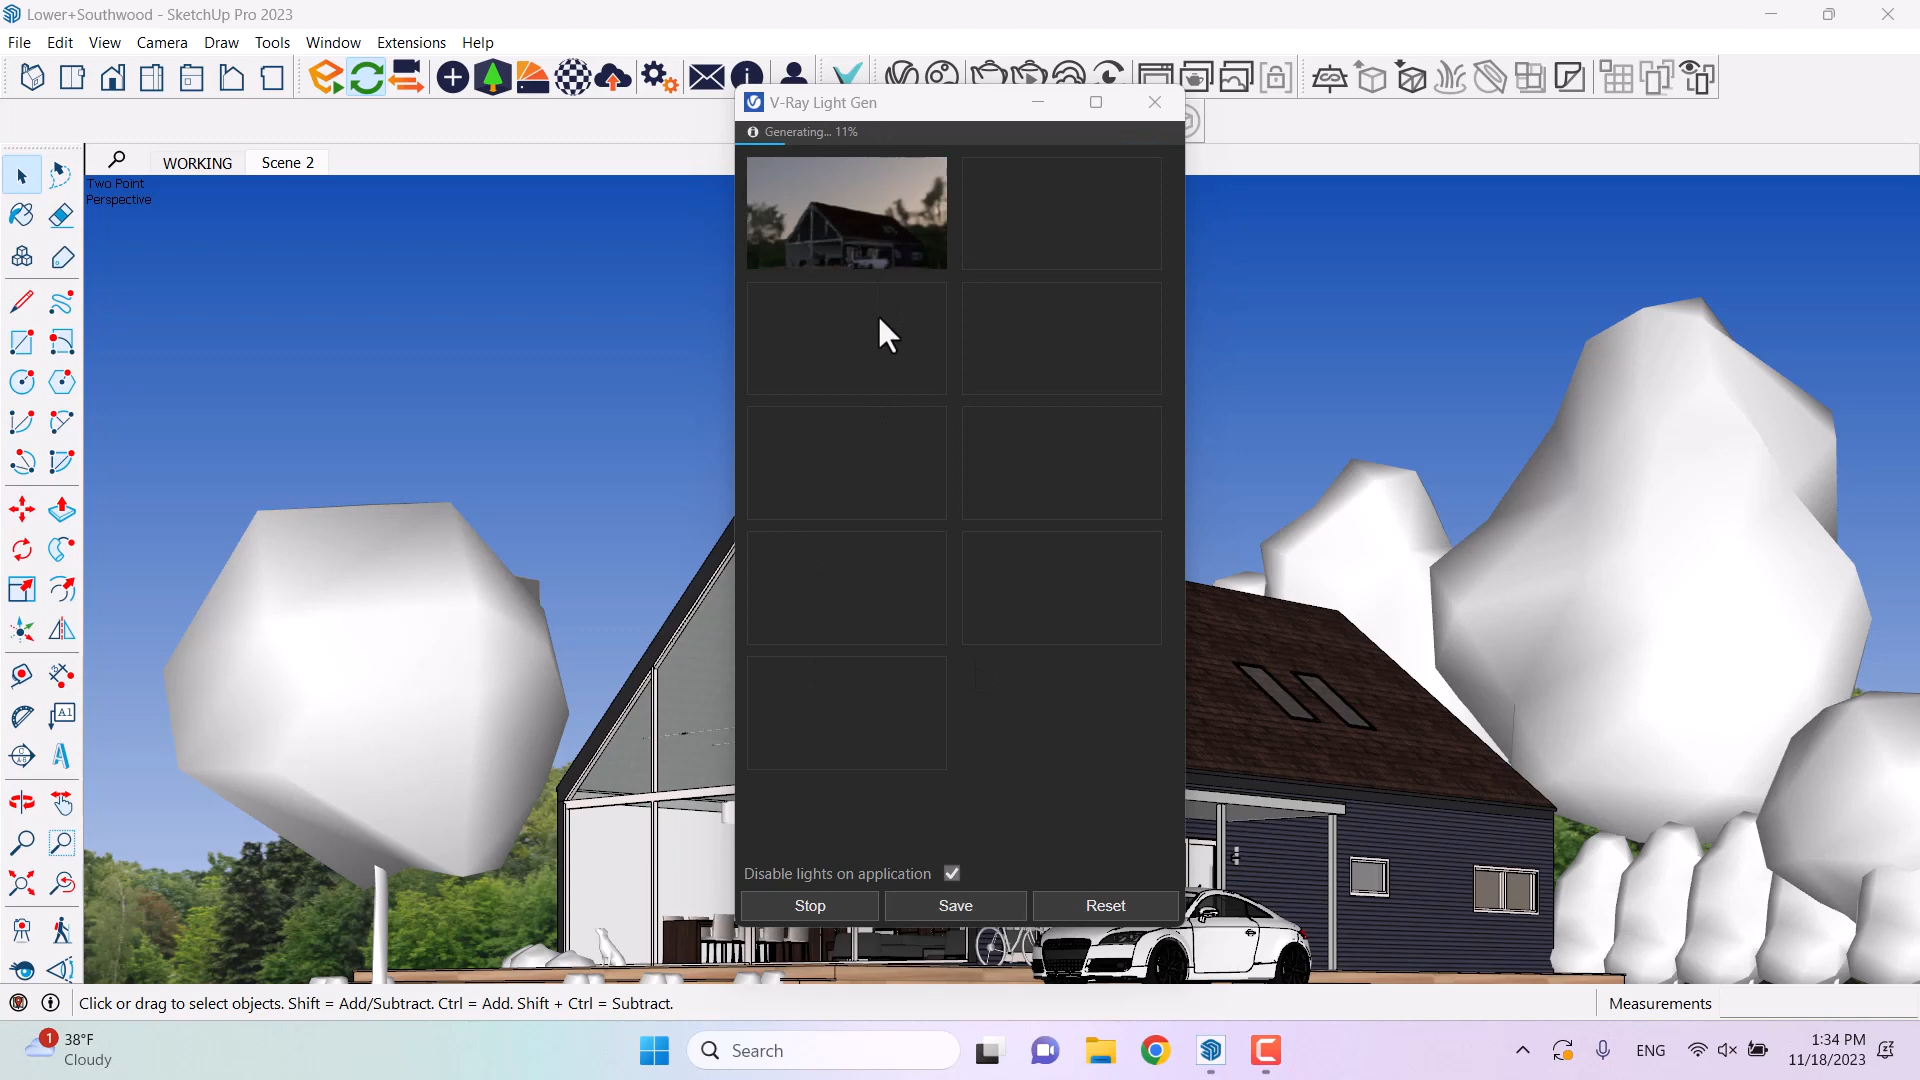 Lower+Southwood - SketchUp Pro 2023
File Edit View Camera Draw Tools Window Extensions Help
V-Ray Light Gen
Generating... 11%
WORKING Scene 2
Two Point
Perspective
A1
Disable lights on application
Stop Save Reset
Click or drag to select objects. Shift = Add/Subtract. Ctrl = Add. Shift + Ctrl = Subtract.
Measurements
1
38°F
Cloudy
Search
ENG
1:34 PM
11/18/2023